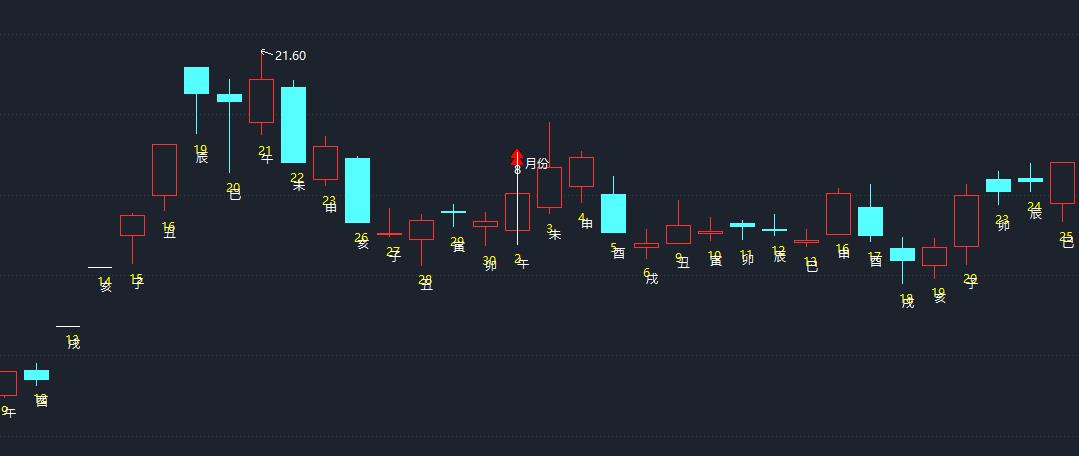 21.60
8 月份
9 午
12 酉
13 戌
14 亥
15 子
16 丑
19 辰
20 巳
21 午
22 未
23 申
26 亥
27 子
28 丑
29 寅
30 卯
2 午
3 未
4 申
5 酉
6 戌
9 丑
10 寅
11 卯
12 辰
13 巳
16 申
17 酉
18 戌
19 亥
20 子
23 卯
24 辰
25 巳